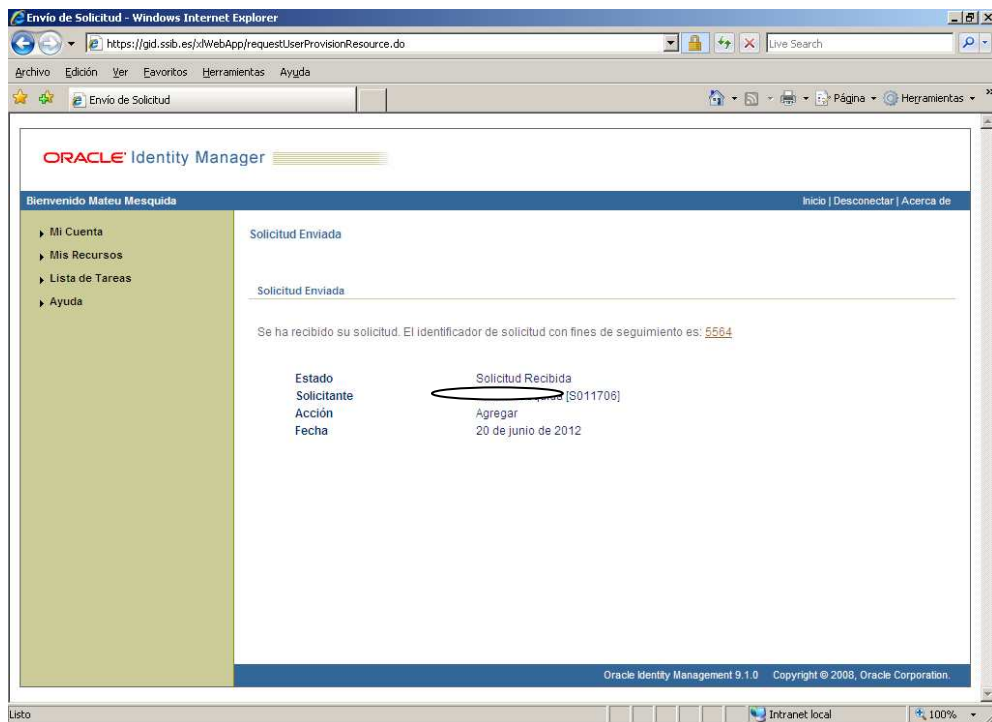 Envío de Solicitud - Windows Internet Explorer
https://gid.ssib.es/xlWebApp/requestUserProvisionResource.do
Live Search
Archivo Edición Ver Favoritos Herramientas Ayuda
Envío de Solicitud
Página Herramientas
ORACLE Identity Manager
Bienvenido Mateu Mesquida
Inicio | Desconectar | Acerca de
Mi Cuenta
Mis Recursos
Lista de Tareas
Ayuda
Solicitud Enviada
Solicitud Enviada
Se ha recibido su solicitud. El identificador de solicitud con fines de seguimiento es: 5564
Estado Solicitud Recibida
Solicitante [S011706]
Acción Agregar
Fecha 20 de junio de 2012
Oracle Identity Management 9.1.0 Copyright © 2008, Oracle Corporation.
Listo Intranet local 100%